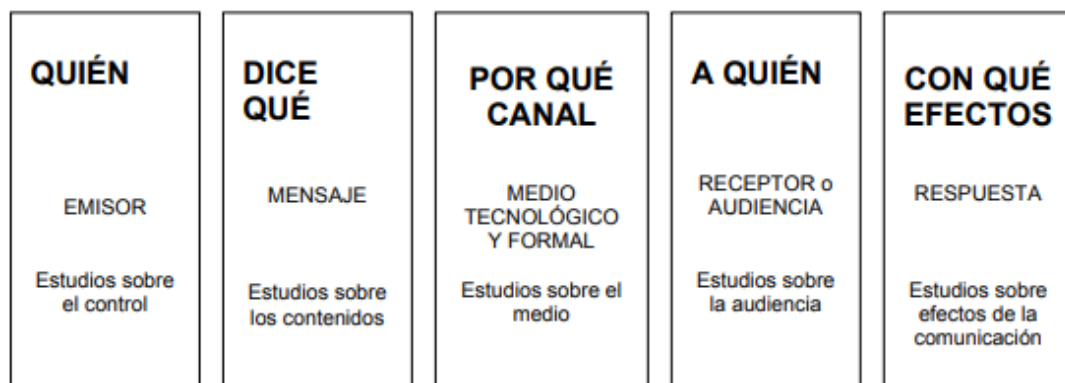 QUIÉN
EMISOR
Estudios sobre
el control
DICE
QUÉ
MENSAJE
Estudios sobre
los contenidos
POR QUÉ
CANAL
MEDIO
TECNOLÓGICO
Y FORMAL
Estudios sobre el
medio
A QUIÉN
RECEPTOR o
AUDIENCIA
Estudios sobre
la audiencia
CON QUÉ
EFECTOS
RESPUESTA
Estudios sobre
efectos de la
comunicación